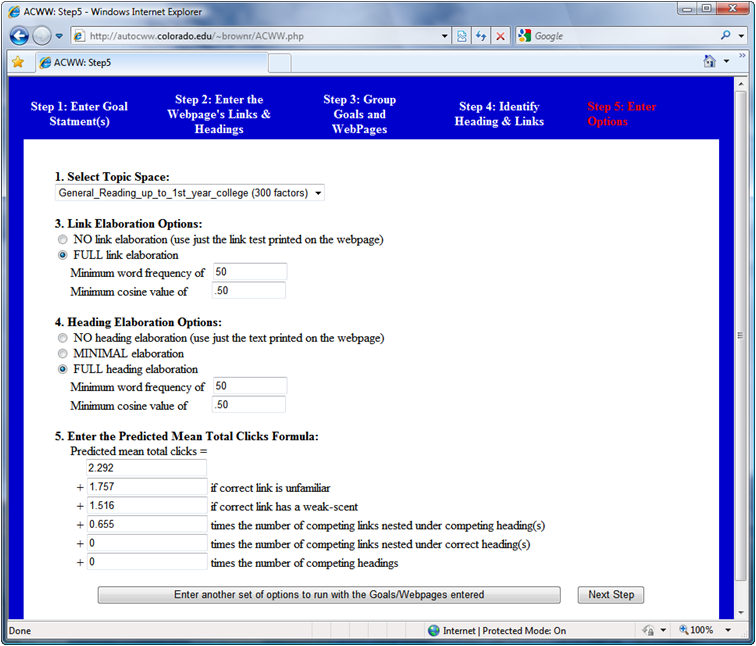 ACWW: Step5 - Windows Internet Explorer
http://autocww.colorado.edu/~brownr/ACWW.php
Google
ACWW: Step5
Step 1: Enter Goal Statment(s)
Step 2: Enter the Webpage's Links & Headings
Step 3: Group Goals and WebPages
Step 4: Identify Heading & Links
Step 5: Enter Options
1. Select Topic Space:
General_Reading_up_to_1st_year_college (300 factors)
3. Link Elaboration Options:
NO link elaboration (use just the link test printed on the webpage)
FULL link elaboration
Minimum word frequency of 50
Minimum cosine value of .50
4. Heading Elaboration Options:
NO heading elaboration (use just the text printed on the webpage)
MINIMAL elaboration
FULL heading elaboration
Minimum word frequency of 50
Minimum cosine value of .50
5. Enter the Predicted Mean Total Clicks Formula:
Predicted mean total clicks =
2.292
+ 1.757 if correct link is unfamiliar
+ 1.516 if correct link has a weak-scent
+ 0.655 times the number of competing links nested under competing heading(s)
+ 0 times the number of competing links nested under correct heading(s)
+ 0 times the number of competing headings
Enter another set of options to run with the Goals/Webpages entered Next Step
Done Internet | Protected Mode: On 100%